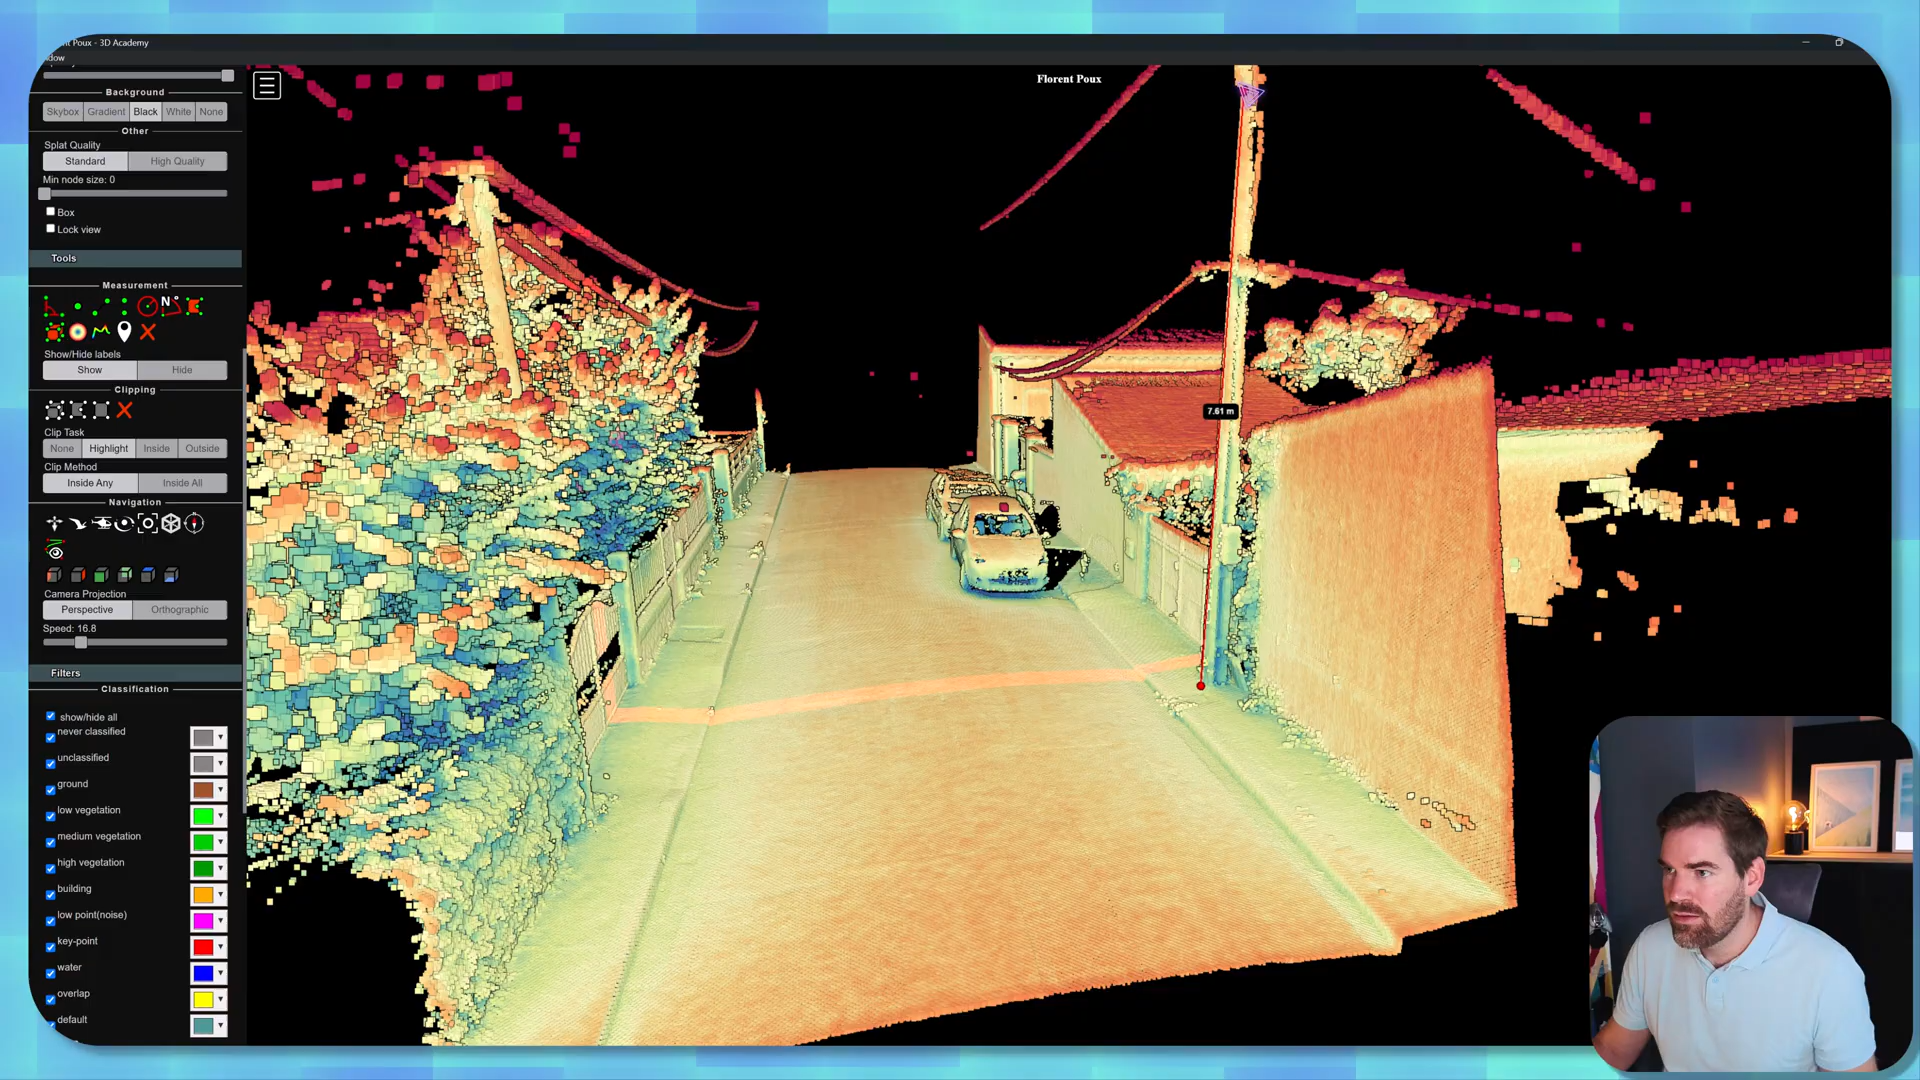 nt Poux - 3D Academy
dow
Florent Poux
Background
Skybox Gradient Black White None
Other
Splat Quality
Standard High Quality
Min node size: 0
Box
Lock view
Tools
Measurement
N°
Show/Hide labels
Show Hide
Clipping
Clip Task
None Highlight Inside Outside
Clip Method
Inside Any Inside All
Navigation
Camera Projection
Perspective Orthographic
Speed: 16.8
Filters
Classification
show/hide all
never classified
unclassified
ground
low vegetation
medium vegetation
high vegetation
building
low point(noise)
key-point
water
overlap
default
7.61 m